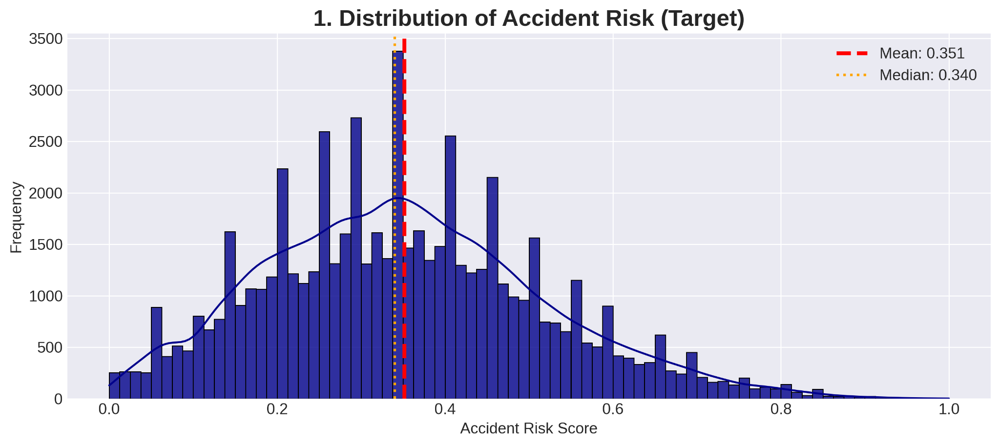 1. Distribution of Accident Risk (Target)
3500
3000
2500
2000
1500
1000
500
0
Frequency
Mean: 0.351
Median: 0.340
0.0
0.2
0.4
0.6
0.8
1.0
Accident Risk Score